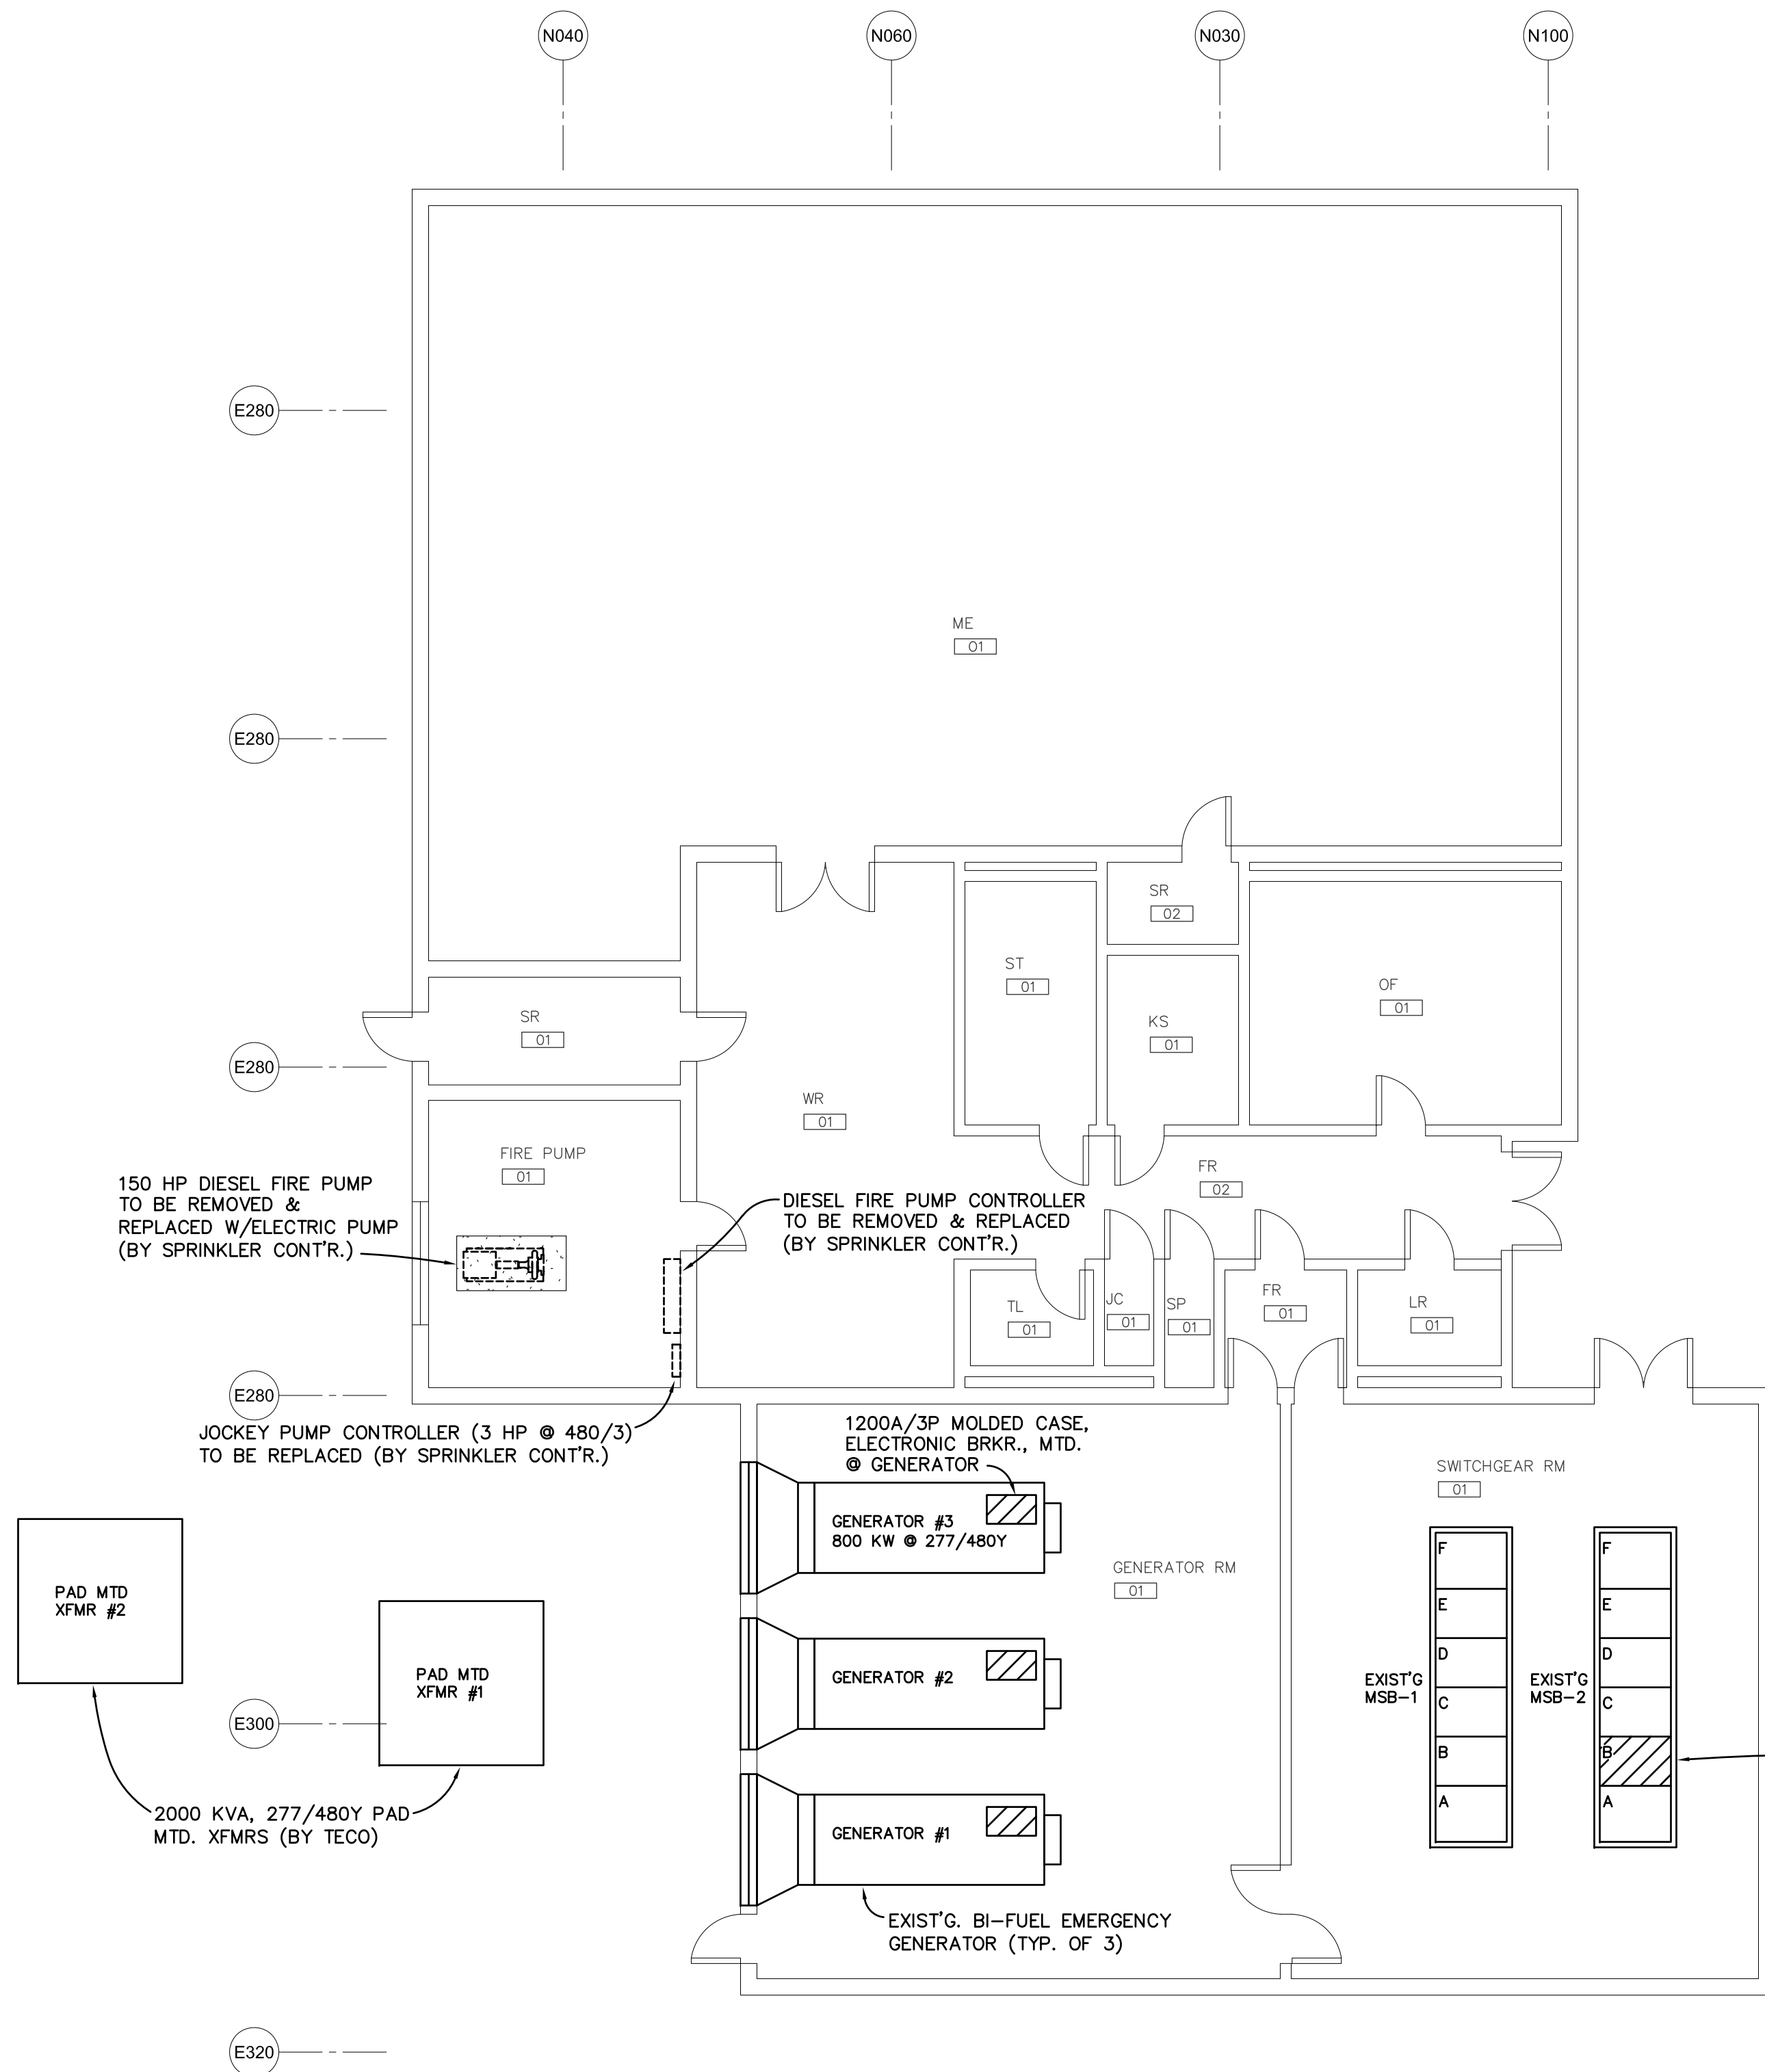 N040
N060
N030
N100
E280
ME
01
E280
SR
02
ST
01
OF
01
SR
01
KS
01
E280
WR
01
FIRE PUMP
01
FR
02
150 HP DIESEL FIRE PUMP
TO BE REMOVED &
REPLACED W/ELECTRIC PUMP
(BY SPRINKLER CONT'R.)
DIESEL FIRE PUMP CONTROLLER
TO BE REMOVED & REPLACED
(BY SPRINKLER CONT'R.)
TL
01
JC
01
SP
01
FR
01
LR
01
E280
JOCKEY PUMP CONTROLLER (3 HP @ 480/3)
TO BE REPLACED (BY SPRINKLER CONT'R.)
1200A/3P MOLDED CASE,
ELECTRONIC BRKR., MTD.
@ GENERATOR
SWITCHGEAR RM
01
GENERATOR #3
800 KW @ 277/480Y
GENERATOR RM
01
PAD MTD
XFMR #2
PAD MTD
XFMR #1
GENERATOR #2
EXIST'G
MSB-1
F
E
D
C
B
A
EXIST'G
MSB-2
F
E
D
C
B
A
E300
2000 KVA, 277/480Y PAD
MTD. XFMRS (BY TECO)
GENERATOR #1
EXIST'G. BI-FUEL EMERGENCY
GENERATOR (TYP. OF 3)
E320